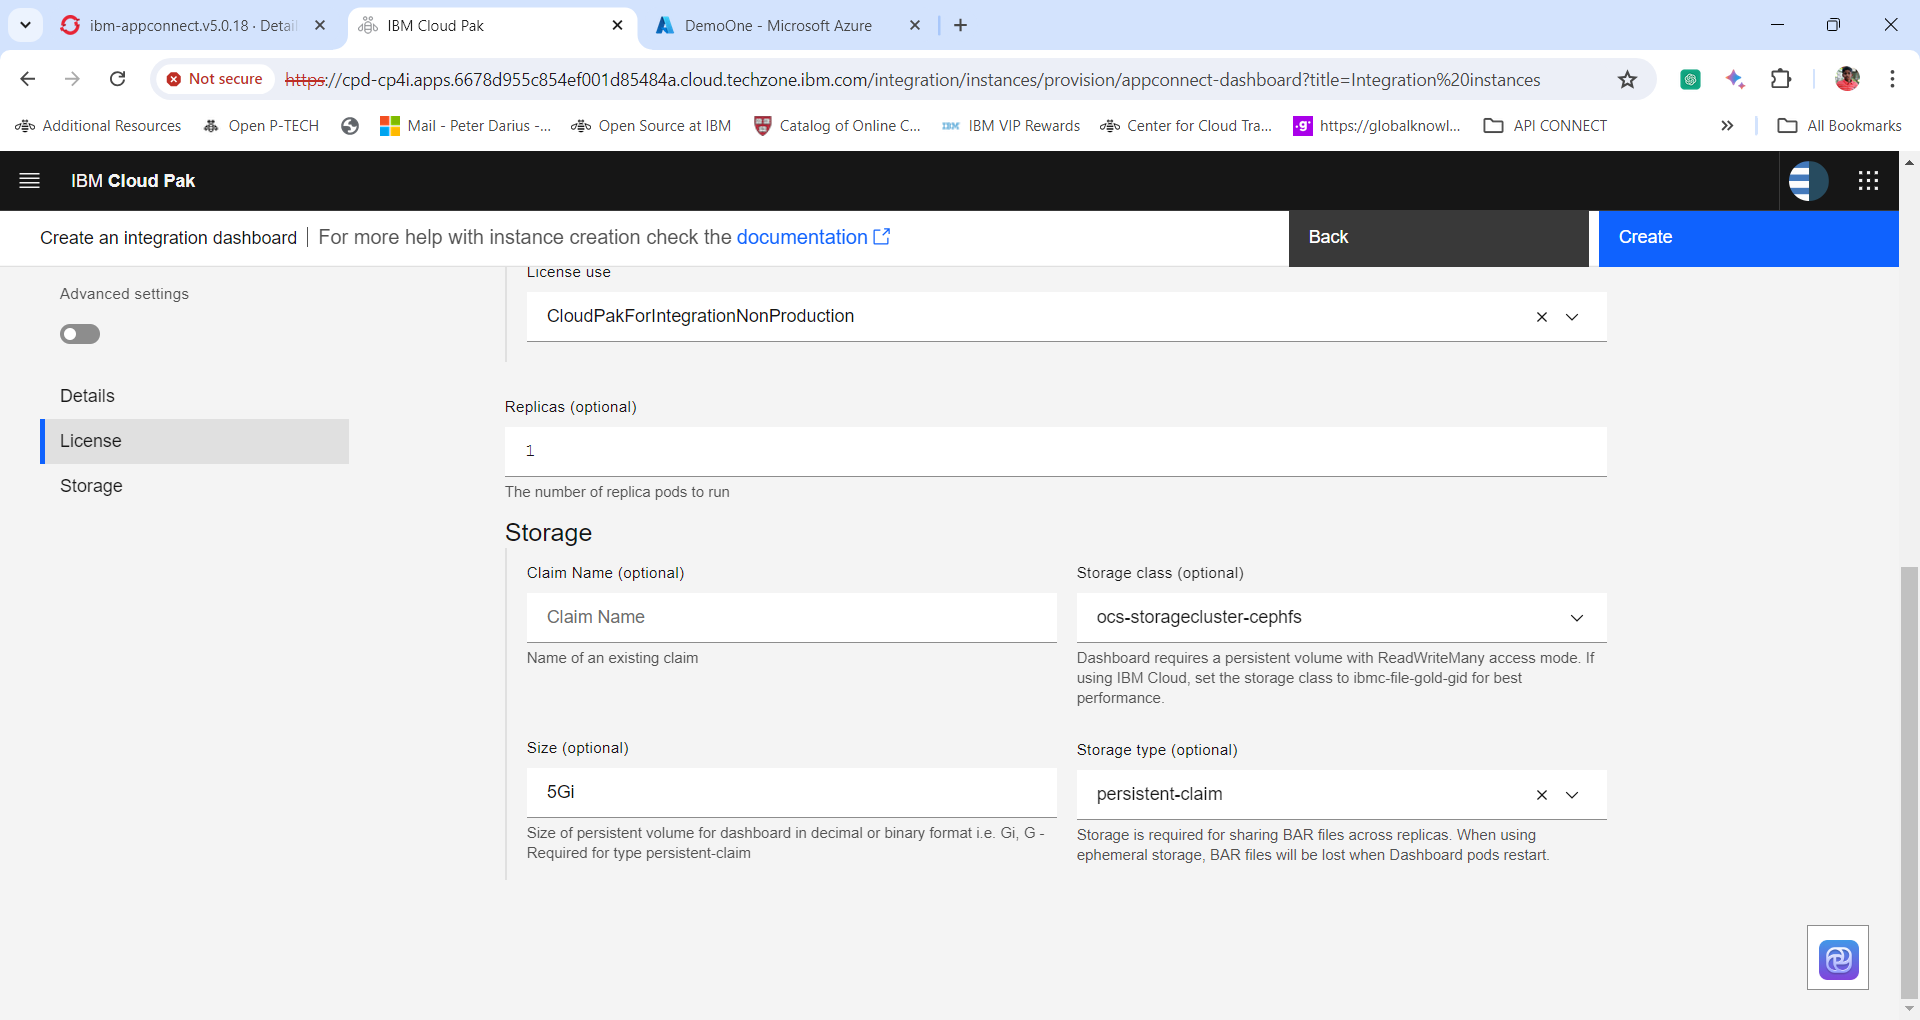 ibm-appconnect.v5.0.18 · Detail
IBM Cloud Pak
DemoOne - Microsoft Azure
Not secure
https://cpd-cp4i.apps.6678d955c854ef001d85484a.cloud.techzone.ibm.com/integration/instances/provision/appconnect-dashboard?title=Integration%20instances
Additional Resources
Open P-TECH
Mail - Peter Darius -...
Open Source at IBM
Catalog of Online C...
IBM
IBM VIP Rewards
Center for Cloud Tra...
·g·
https://globalknowl...
API CONNECT
All Bookmarks
IBM Cloud Pak
Create an integration dashboard
For more help with instance creation check the documentation
Back
Create
Advanced settings
Details
License
Storage
License use
CloudPakForIntegrationNonProduction
Replicas (optional)
1
The number of replica pods to run
Storage
Claim Name (optional)
Claim Name
Name of an existing claim
Storage class (optional)
ocs-storagecluster-cephfs
Dashboard requires a persistent volume with ReadWriteMany access mode. If
using IBM Cloud, set the storage class to ibmc-file-gold-gid for best
performance.
Size (optional)
5Gi
Size of persistent volume for dashboard in decimal or binary format i.e. Gi, G -
Required for type persistent-claim
Storage type (optional)
persistent-claim
Storage is required for sharing BAR files across replicas. When using
ephemeral storage, BAR files will be lost when Dashboard pods restart.